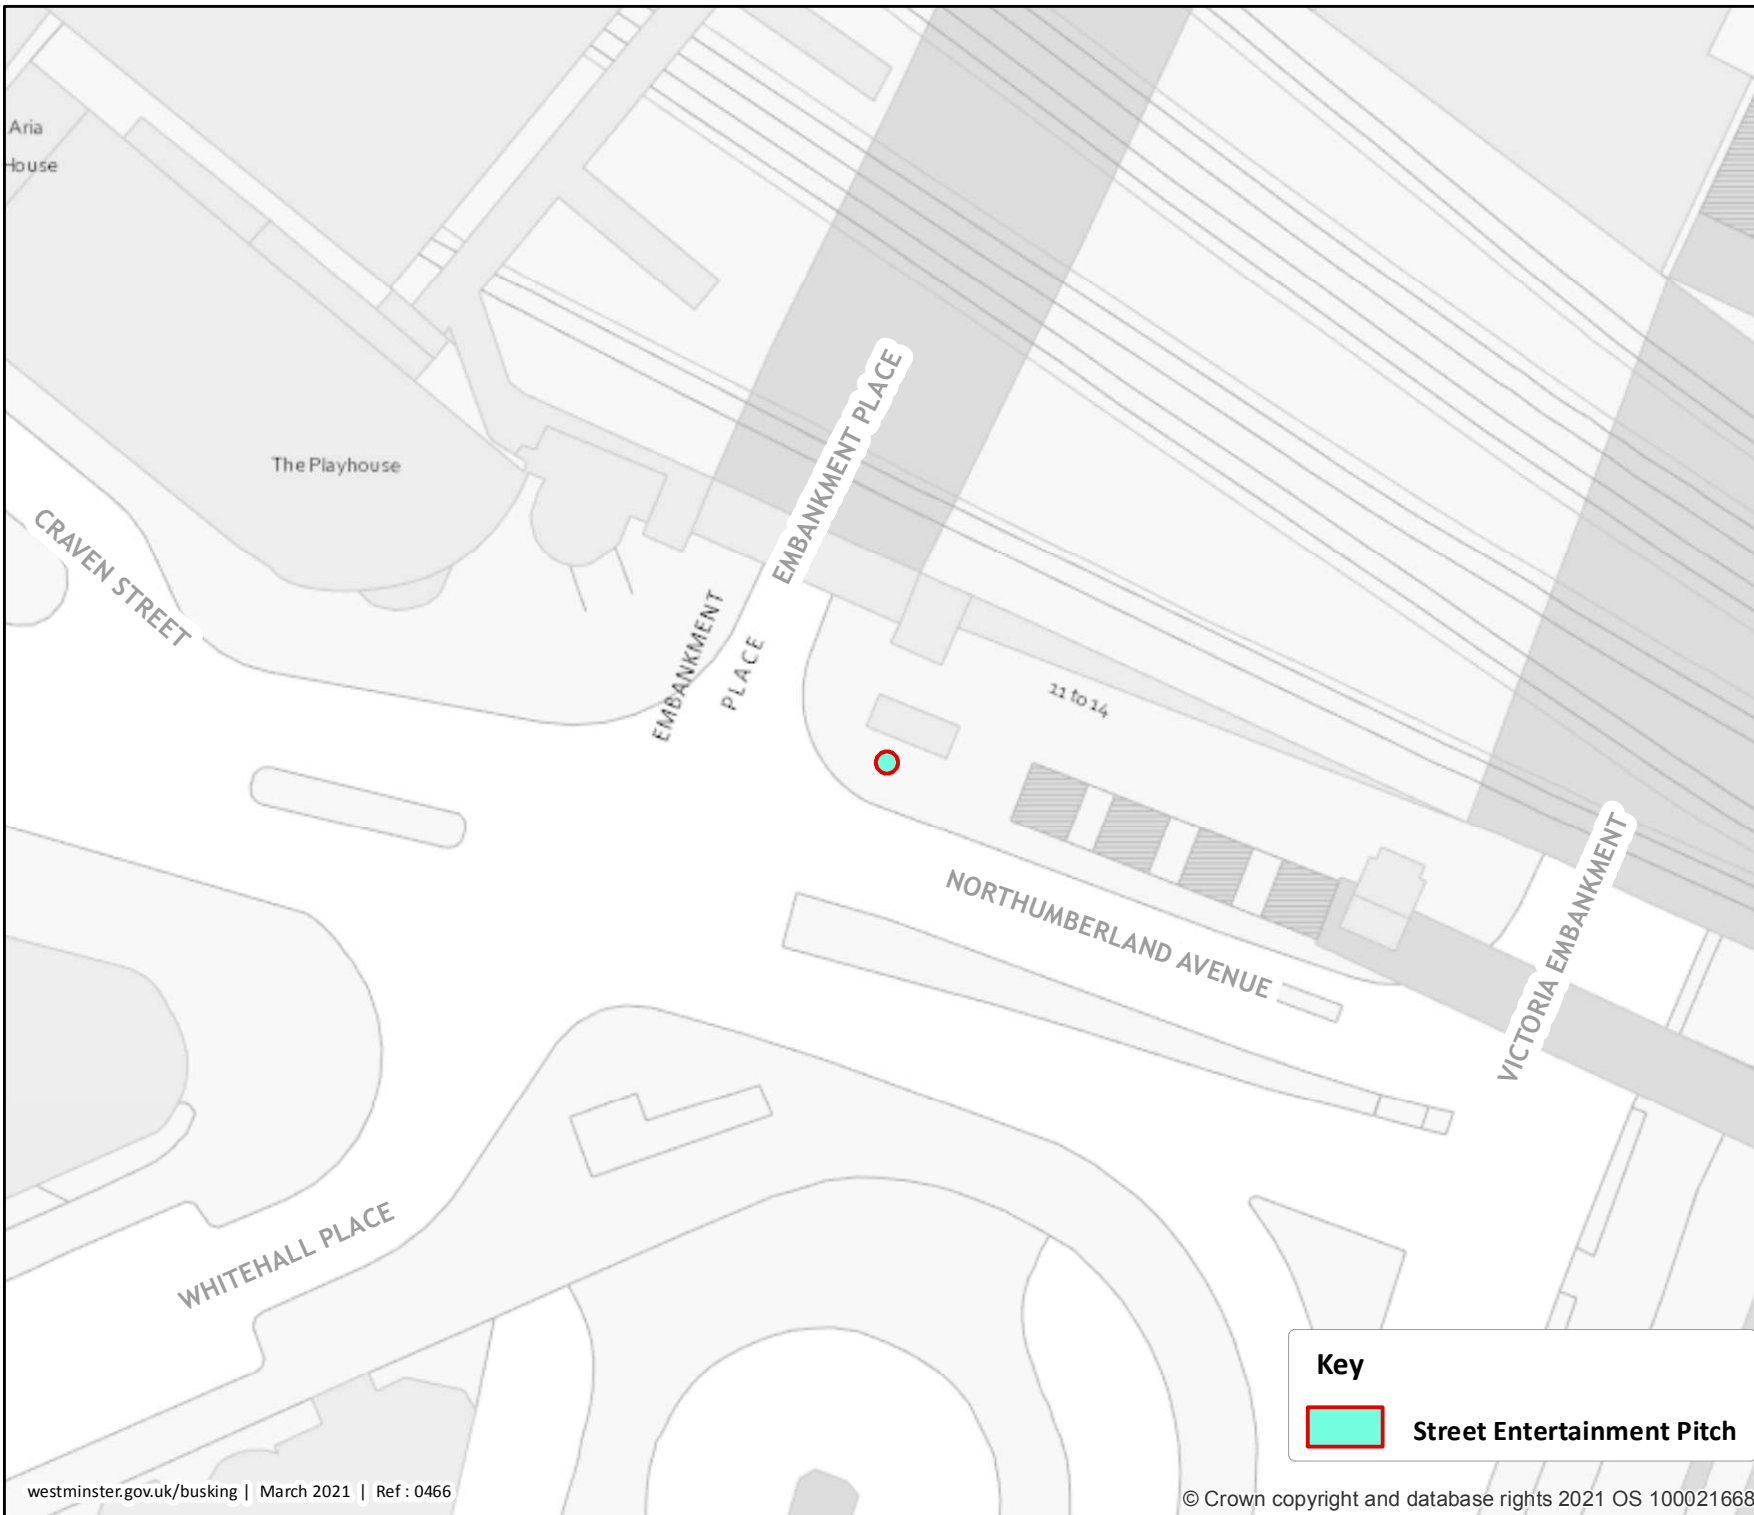 Aria
House
The Playhouse
CRAVEN STREET
EMBANKMENT PLACE
EMBANKMENT
PLACE
11 to 14
NORTHUMBERLAND AVENUE
VICTORIA EMBANKMENT
WHITEHALL PLACE
Key
Street Entertainment Pitch
westminster.gov.uk/busking | March 2021 | Ref : 0466
© Crown copyright and database rights 2021 OS 100021668